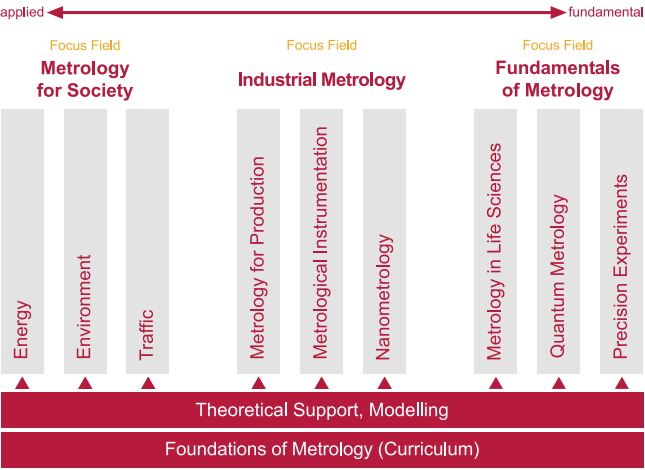 applied
fundamental
Focus Field
Metrology
for Society
Focus Field
Industrial Metrology
Focus Field
Fundamentals
of Metrology
Energy
Environment
Traffic
Metrology for Production
Metrological Instrumentation
Nanometrology
Metrology in Life Sciences
Quantum Metrology
Precision Experiments
Theoretical Support, Modelling
Foundations of Metrology (Curriculum)